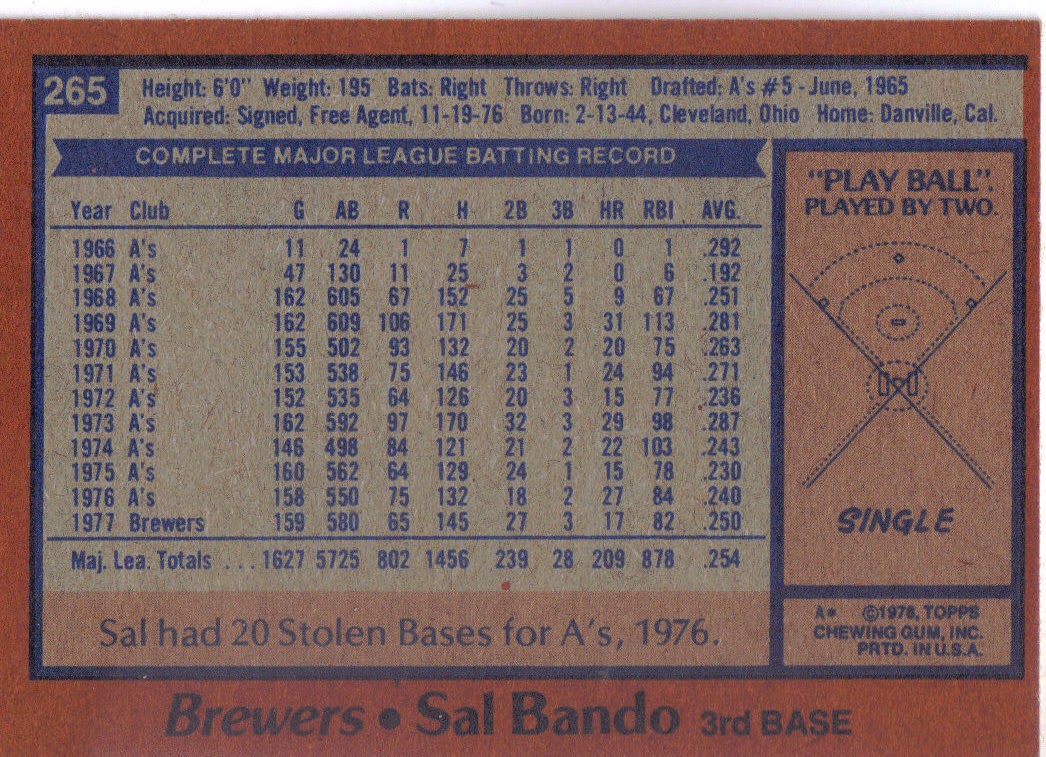 265
Height: 6'0" Weight: 195 Bats: Right Throws: Right Drafted: A's #5 - June, 1965
Acquired: Signed, Free Agent, 11-19-76 Born: 2-13-44, Cleveland, Ohio Home: Danville, Cal.
COMPLETE MAJOR LEAGUE BATTING RECORD
Year Club G AB R H 2B 3B HR RBI AVG.
1966 A's 11 24 1 7 1 1 0 1 .292
1967 A's 47 130 11 25 3 2 0 6 .192
1968 A's 162 605 67 152 25 5 9 67 .251
1969 A's 162 609 106 171 25 3 31 113 .281
1970 A's 155 502 93 132 20 2 20 75 .263
1971 A's 153 538 75 146 23 1 24 94 .271
1972 A's 152 535 64 126 20 3 15 77 .236
1973 A's 162 592 97 170 32 3 29 98 .287
1974 A's 146 498 84 121 21 2 22 103 .243
1975 A's 160 562 64 129 24 1 15 78 .230
1976 A's 158 550 75 132 18 2 27 84 .240
1977 Brewers 159 580 65 145 27 3 17 82 .250
Maj. Lea. Totals ... 1627 5725 802 1456 239 28 209 878 .254
Sal had 20 Stolen Bases for A's, 1976.
"PLAY BALL".
PLAYED BY TWO.
SINGLE
A* ©1978, TOPPS
CHEWING GUM, INC.
PRTD. IN U.S.A.
Brewers • Sal Bando 3rd BASE